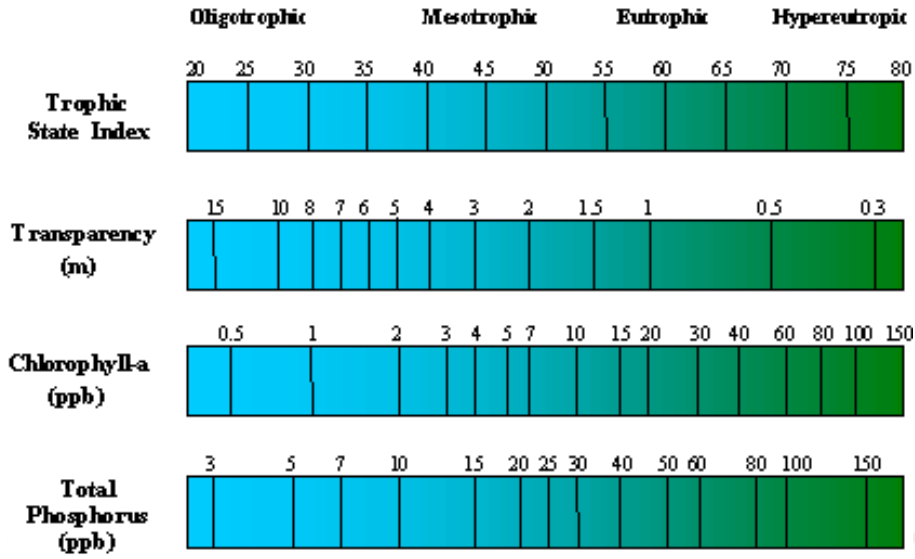 Oligotrophic Mesotrophic Eutrophic Hypereutropic
20 25 30 35 40 45 50 55 60 65 70 75 80
Trophic
State Index
15 10 8 7 6 5 4 3 2 1.5 1 0.5 0.3
Transparency
(m)
0.5 1 2 3 4 5 7 10 15 20 30 40 60 80 100 150
Chlorophyll-a
(ppb)
3 5 7 10 15 20 25 30 40 50 60 80 100 150
Total
Phosphorus
(ppb)